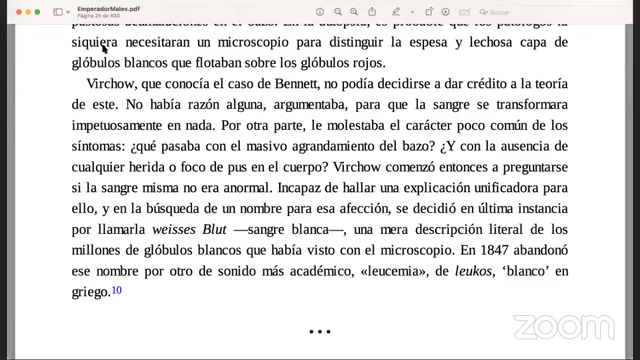 EmperadorMales.pdf
Página 25 de 693
Buscar
siquiera necesitaran un microscopio para distinguir la espesa y lechosa capa de
glóbulos blancos que flotaban sobre los glóbulos rojos.
Virchow, que conocía el caso de Bennett, no podía decidirse a dar crédito a la teoría
de este. No había razón alguna, argumentaba, para que la sangre se transformara
impetuosamente en nada. Por otra parte, le molestaba el carácter poco común de los
síntomas: ¿qué pasaba con el masivo agrandamiento del bazo? ¿Y con la ausencia de
cualquier herida o foco de pus en el cuerpo? Virchow comenzó entonces a preguntarse
si la sangre misma no era anormal. Incapaz de hallar una explicación unificadora para
ello, y en la búsqueda de un nombre para esa afección, se decidió en última instancia
por llamarla weisses Blut —sangre blanca—, una mera descripción literal de los
millones de glóbulos blancos que había visto con el microscopio. En 1847 abandonó
ese nombre por otro de sonido más académico, «leucemia», de leukos, ‘blanco’ en
griego.10
•••
zoom